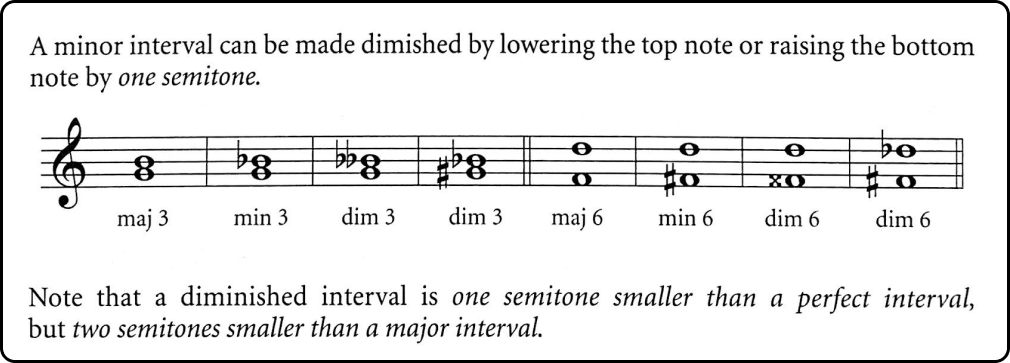 A minor interval can be made dimished by lowering the top note or raising the bottom
note by one semitone.
maj 3 min 3 dim 3 dim 3 maj 6 min 6 dim 6 dim 6
Note that a diminished interval is one semitone smaller than a perfect interval,
but two semitones smaller than a major interval.